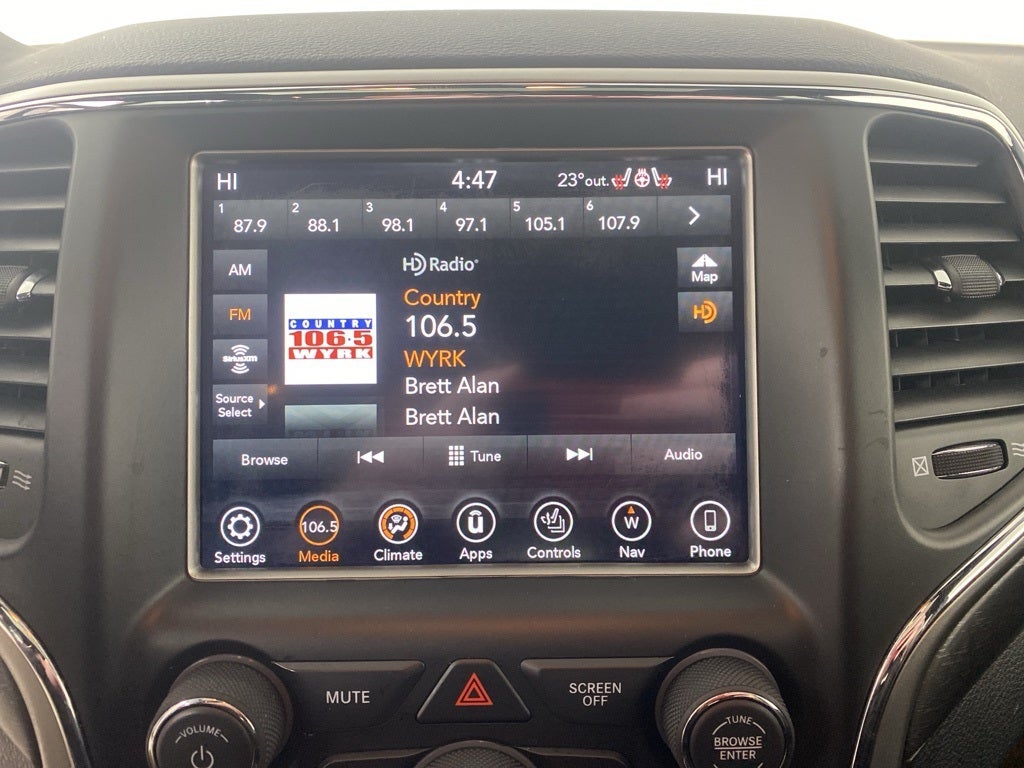 HI 4:47 23° out. HI
1 87.9 2 88.1 3 98.1 4 97.1 5 105.1 6 107.9
AM
HD Radio
Map
FM
HD
COUNTRY
106.5
WYRK
Country
106.5
WYRK
Brett Alan
Brett Alan
SiriusXM
Source
Select
Browse Tune Audio
106.5 W
Settings Media Climate Apps Controls Nav Phone
MUTE
SCREEN
OFF
VOLUME
TUNE
BROWSE
ENTER